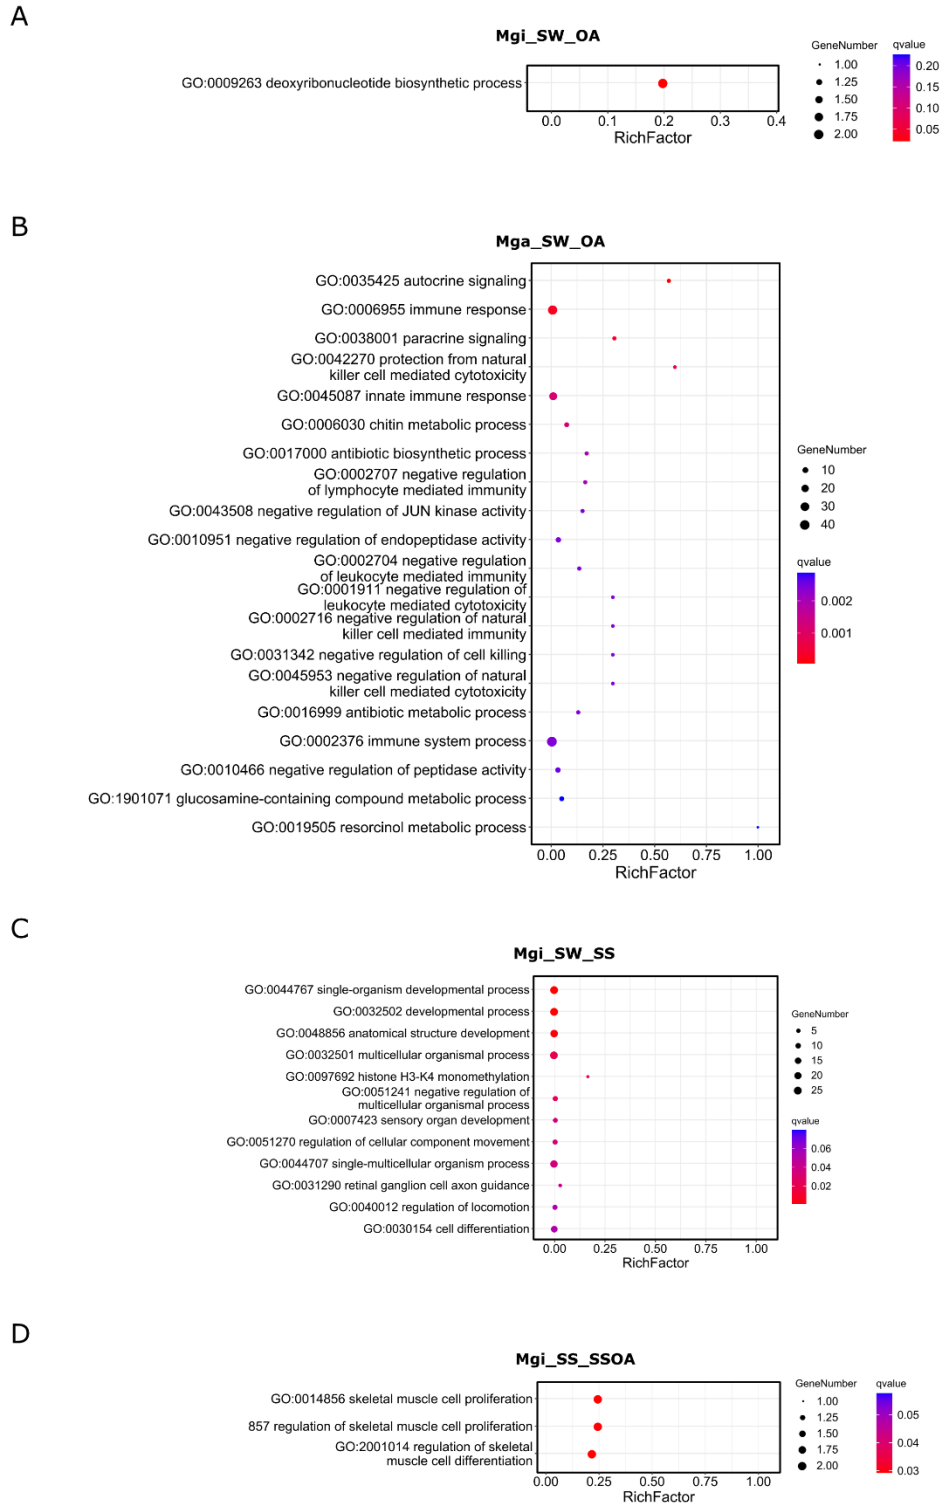 A
Mgi_SW_OA
GO:0009263 deoxyribonucleotide biosynthetic process
0.0 0.1 0.2 0.3 0.4
RichFactor
GeneNumber
1.00
1.25
1.50
1.75
2.00
qvalue
0.20
0.15
0.10
0.05
B
Mga_SW_OA
GO:0035425 autocrine signaling
GO:0006955 immune response
GO:0038001 paracrine signaling
GO:0042270 protection from natural
killer cell mediated cytotoxicity
GO:0045087 innate immune response
GO:0006030 chitin metabolic process
GO:0017000 antibiotic biosynthetic process
GO:0002707 negative regulation
of lymphocyte mediated immunity
GO:0043508 negative regulation of JUN kinase activity
GO:0010951 negative regulation of endopeptidase activity
GO:0002704 negative regulation
of leukocyte mediated immunity
GO:0001911 negative regulation of
leukocyte mediated cytotoxicity
GO:0002716 negative regulation of natural
killer cell mediated immunity
GO:0031342 negative regulation of cell killing
GO:0045953 negative regulation of natural
killer cell mediated cytotoxicity
GO:0016999 antibiotic metabolic process
GO:0002376 immune system process
GO:0010466 negative regulation of peptidase activity
GO:1901071 glucosamine-containing compound metabolic process
GO:0019505 resorcinol metabolic process
0.00 0.25 0.50 0.75 1.00
RichFactor
GeneNumber
10
20
30
40
qvalue
0.002
0.001
C
Mgi_SW_SS
GO:0044767 single-organism developmental process
GO:0032502 developmental process
GO:0048856 anatomical structure development
GO:0032501 multicellular organismal process
GO:0097692 histone H3-K4 monomethylation
GO:0051241 negative regulation of
multicellular organismal process
GO:0007423 sensory organ development
GO:0051270 regulation of cellular component movement
GO:0044707 single-multicellular organism process
GO:0031290 retinal ganglion cell axon guidance
GO:0040012 regulation of locomotion
GO:0030154 cell differentiation
0.00 0.25 0.50 0.75 1.00
RichFactor
GeneNumber
5
10
15
20
25
qvalue
0.06
0.04
0.02
D
Mgi_SS_SSOA
GO:0014856 skeletal muscle cell proliferation
857 regulation of skeletal muscle cell proliferation
GO:2001014 regulation of skeletal
muscle cell differentiation
0.00 0.25 0.50 0.75 1.00
RichFactor
GeneNumber
1.00
1.25
1.50
1.75
2.00
qvalue
0.05
0.04
0.03